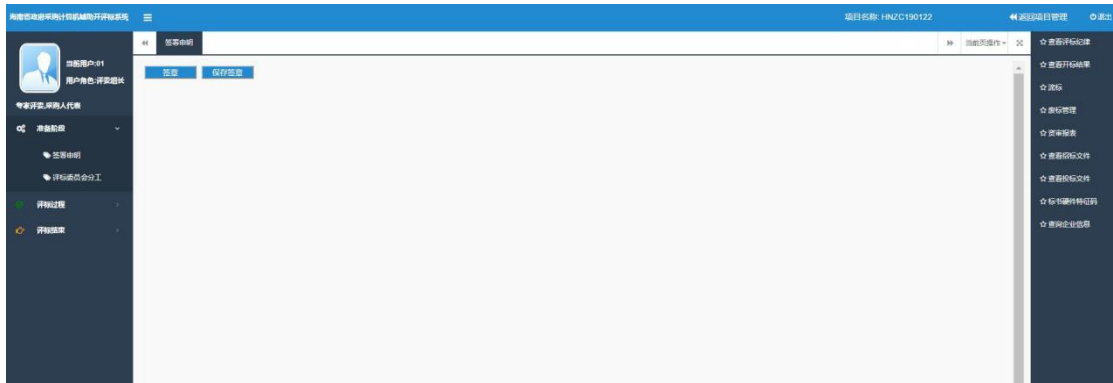 海南省政府采购计算机辅助开评标系统
项目名称: HNZC190122
返回项目管理
退出
签署申明
当前页操作
当前用户:01
用户角色:评委组长
专家评委,采购人代表
准备阶段
签署申明
评标委员会分工
评标过程
评标结束
签章
保存签章
查看评标纪律
查看开标结果
流标
废标管理
资审报表
查看招标文件
查看投标文件
标书硬件特征码
查询企业信息